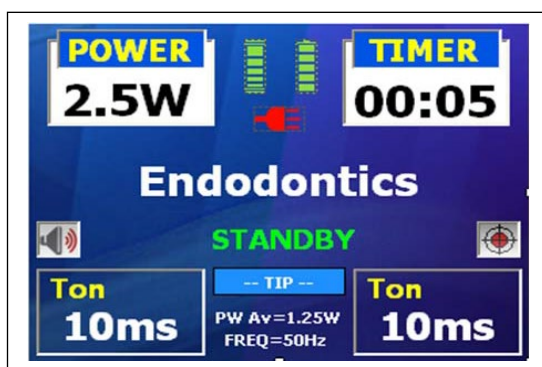 POWER
2.5W
TIMER
00:05
Endodontics
STANDBY
Ton
10ms
-- TIP --
PW Av=1.25W
FREQ=50Hz
Ton
10ms